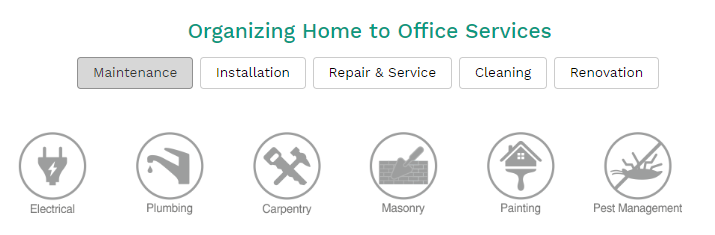 Organizing Home to Office Services
Maintenance Installation Repair & Service Cleaning Renovation
Electrical Plumbing Carpentry Masonry Painting Pest Management